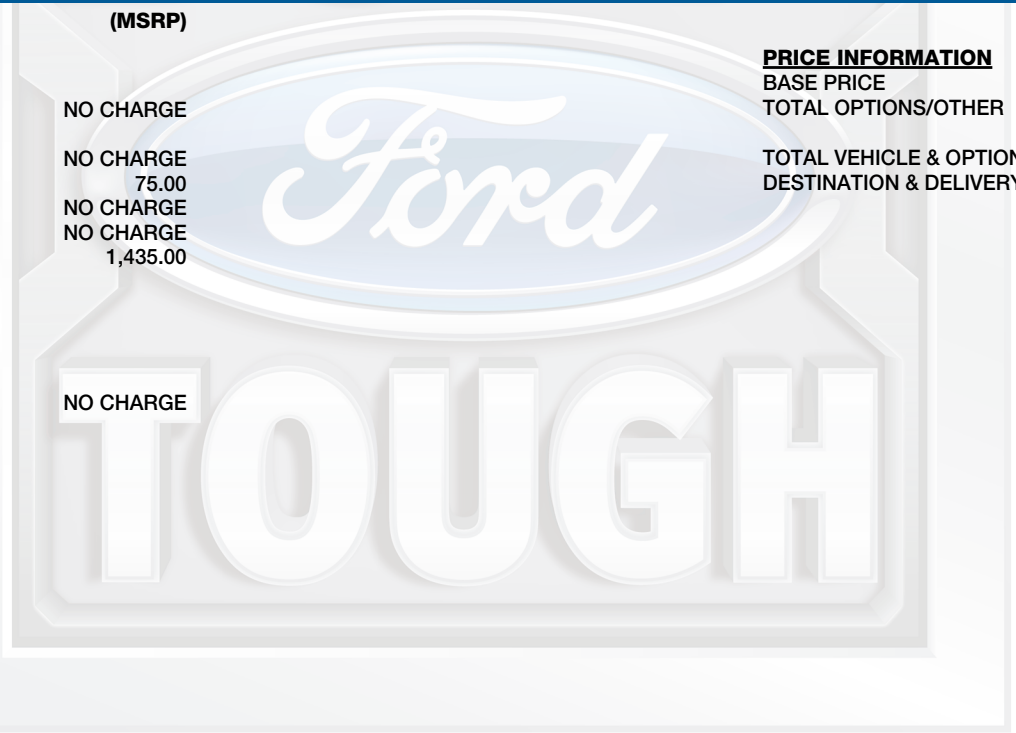 (MSRP)
NO CHARGE
NO CHARGE
75.00
NO CHARGE
NO CHARGE
1,435.00
NO CHARGE
PRICE INFORMATION
BASE PRICE
TOTAL OPTIONS/OTHER
TOTAL VEHICLE & OPTION
DESTINATION & DELIVERY
Ford
TOUGH